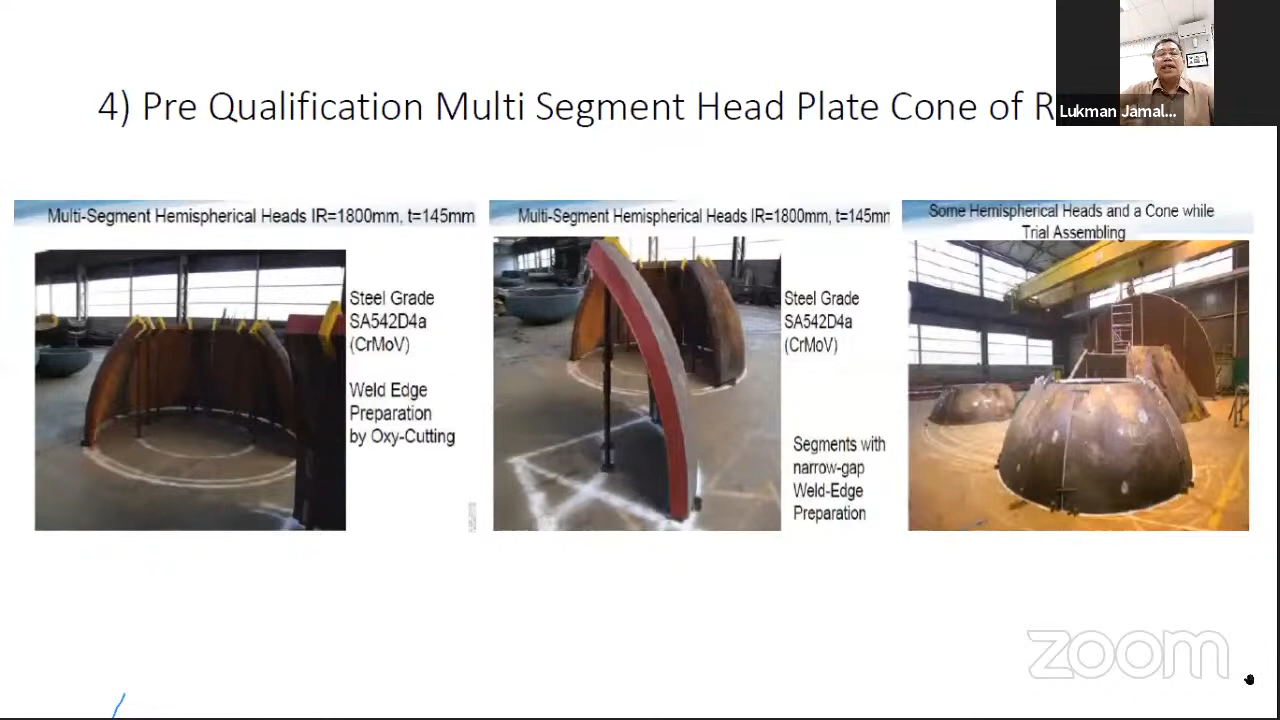 4) Pre Qualification Multi Segment Head Plate Cone of R
Lukman Jamal...
Multi-Segment Hemispherical Heads IR=1800mm, t=145mm
Steel Grade
SA542D4a
(CrMoV)
Weld Edge
Preparation
by Oxy-Cutting
Multi-Segment Hemispherical Heads IR=1800mm, t=145mm
Steel Grade
SA542D4a
(CrMoV)
Segments with
narrow-gap
Weld-Edge
Preparation
Some Hemispherical Heads and a Cone while
Trial Assembling
zoom